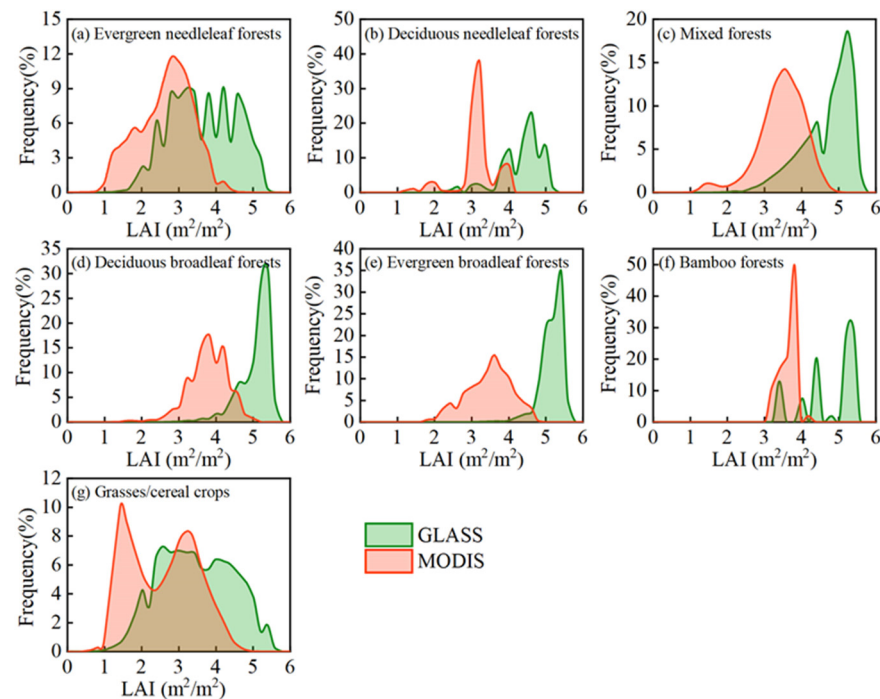 (a) Evergreen needleleaf forests
Frequency(%)
15
12
9
6
3
0
0 1 2 3 4 5 6
LAI (m²/m²)
(b) Deciduous needleleaf forests
Frequency(%)
50
40
30
20
10
0
0 1 2 3 4 5 6
LAI (m²/m²)
(c) Mixed forests
Frequency(%)
20
15
10
5
0
0 1 2 3 4 5 6
LAI (m²/m²)
(d) Deciduous broadleaf forests
Frequency(%)
35
30
25
20
15
10
5
0
0 1 2 3 4 5 6
LAI (m²/m²)
(e) Evergreen broadleaf forests
Frequency(%)
40
35
30
25
20
15
10
5
0
0 1 2 3 4 5 6
LAI (m²/m²)
(f) Bamboo forests
Frequency(%)
50
40
30
20
10
0
0 1 2 3 4 5 6
LAI (m²/m²)
(g) Grasses/cereal crops
Frequency(%)
12
10
8
6
4
2
0
0 1 2 3 4 5 6
LAI (m²/m²)
GLASS
MODIS